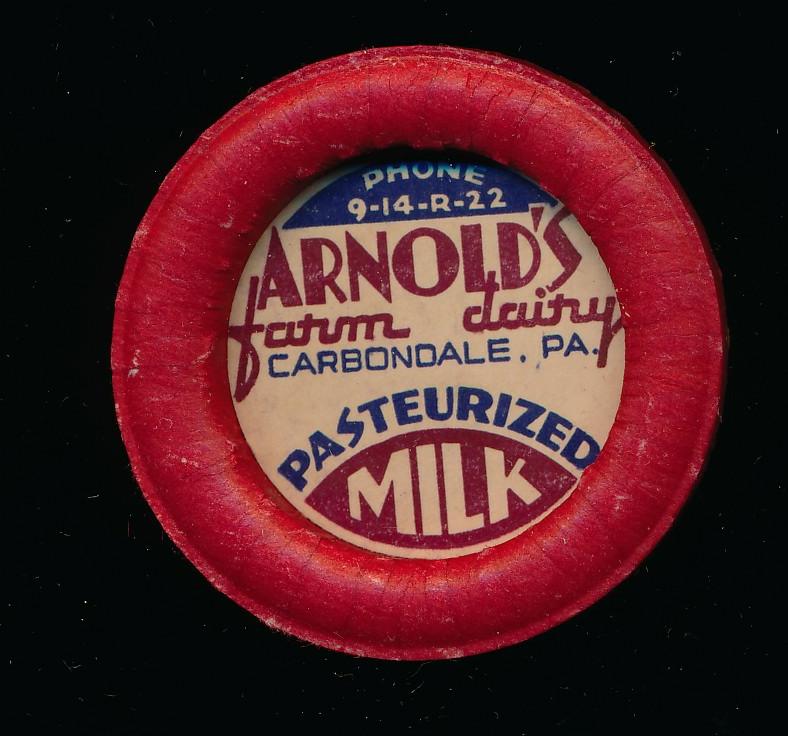 PHONE
9-14-R-22
ARNOLD'S
farm dairy
CARBONDALE, PA.
PASTEURIZED
MILK